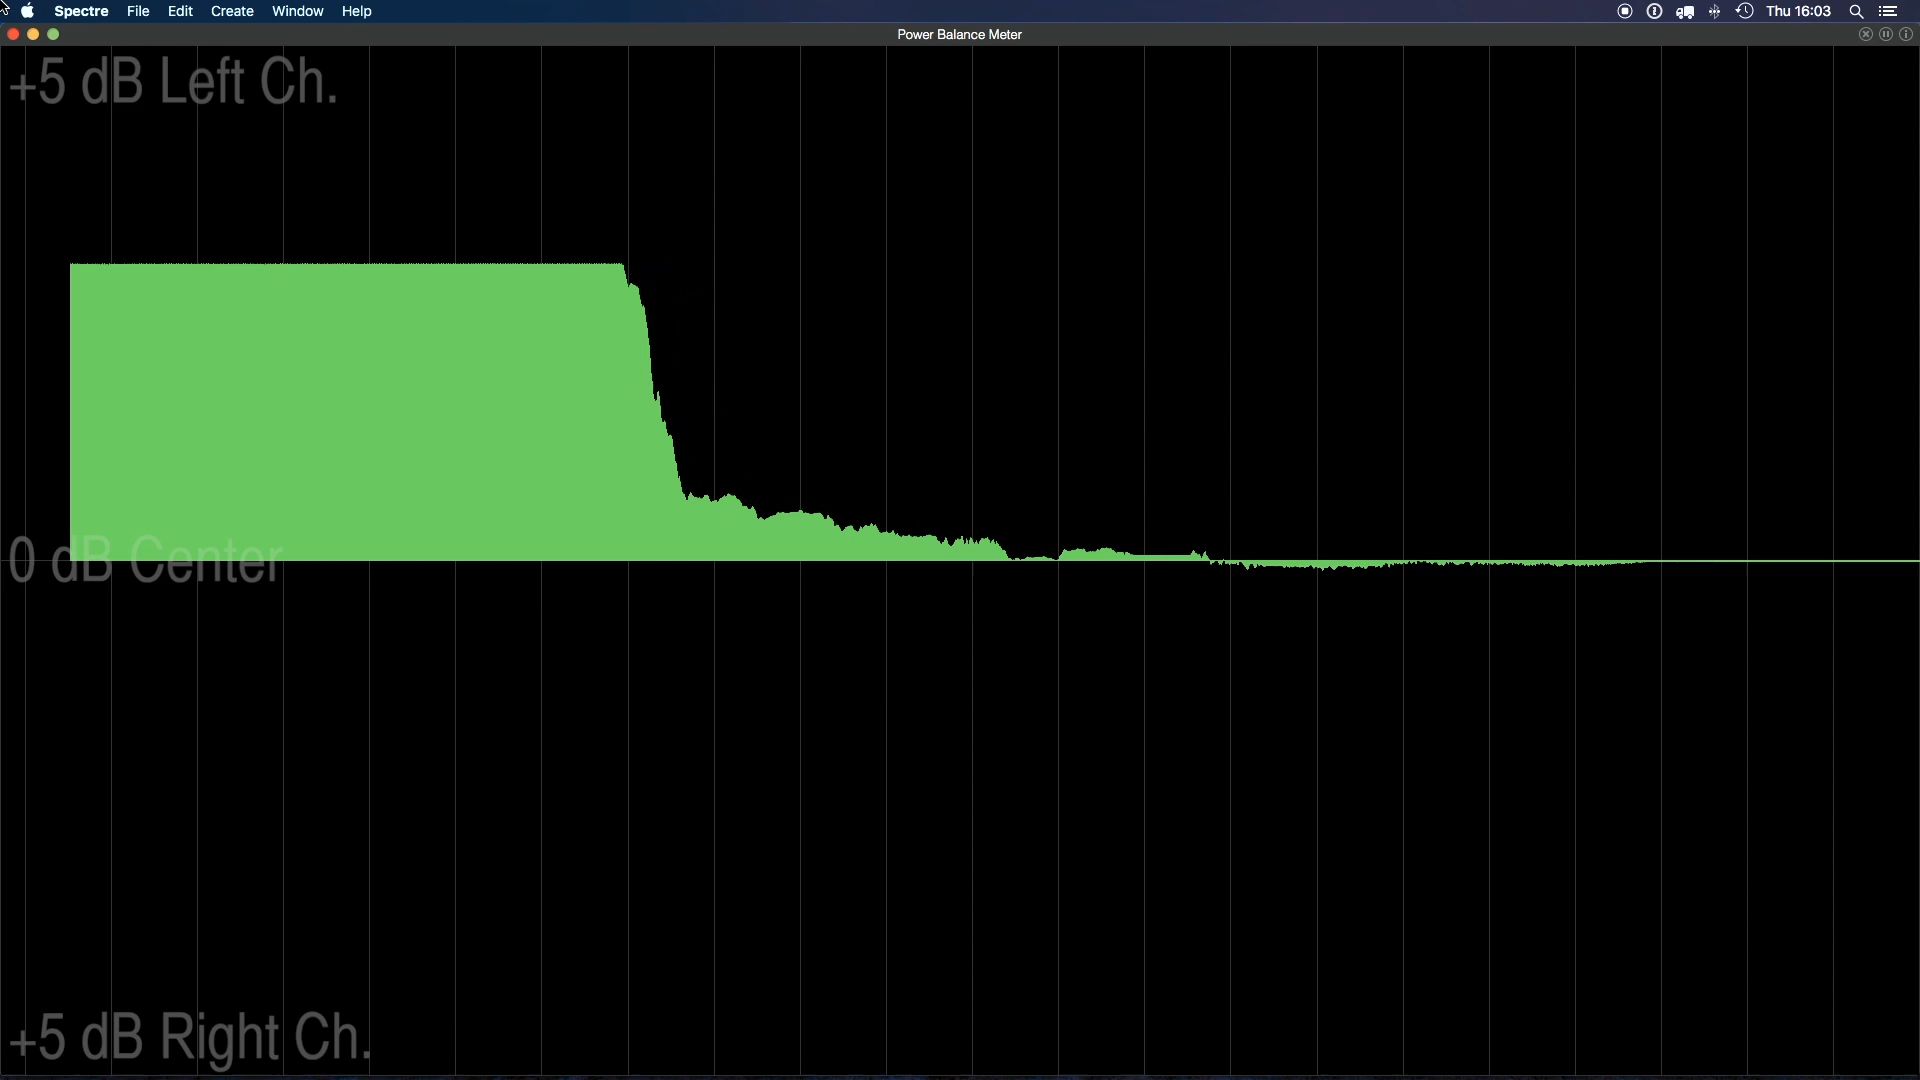 Spectre File Edit Create Window Help Thu 16:03
Power Balance Meter
+5 dB Left Ch.
0 dB Center
+5 dB Right Ch.